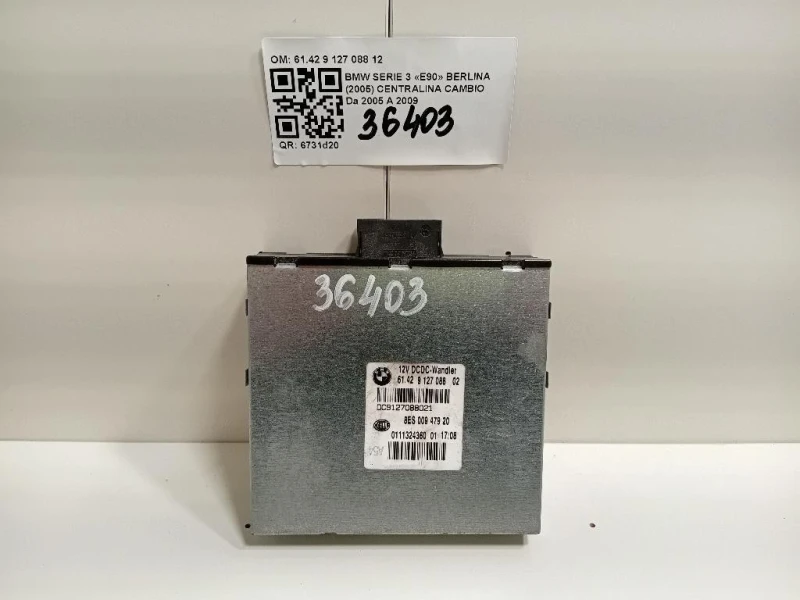 OM: 61.42 9 127 088 12
BMW SERIE 3 «E90» BERLINA
(2005) CENTRALINA CAMBIO
Da 2005 A 2009
36403
QR: 6731d20
36403
12V DCDC-Wandler
61.42 9 127 088 02
DC9127088021
8ES 009 479 20
HELLA
0111324360 01 17:08